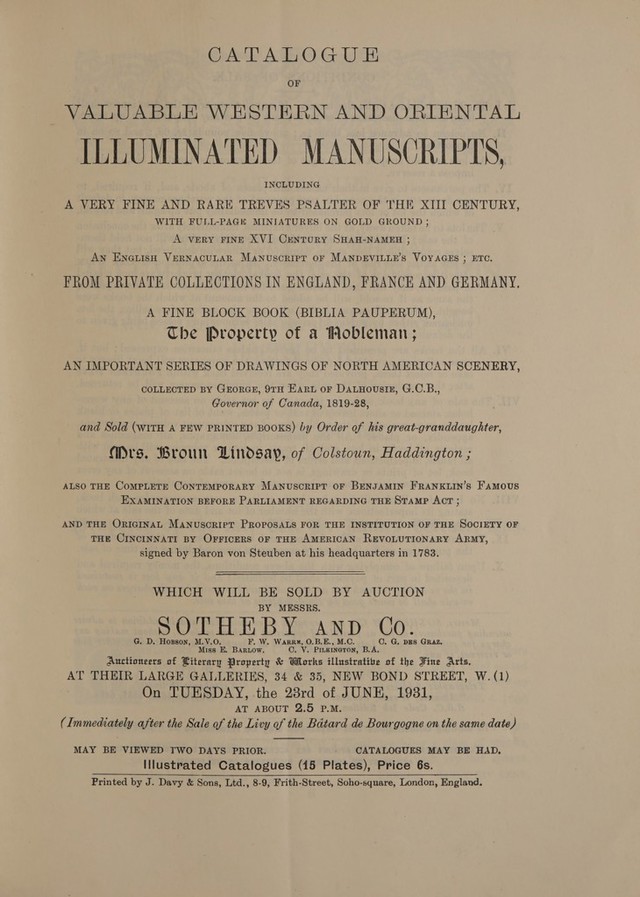 CATALOGUE
OF
VALUABLE WESTERN AND ORIENTAL
ILLUMINATED MANUSCRIPTS,
INCLUDING
A VERY FINE AND RARE TREVES PSALTER OF THE XIII CENTURY,
WITH FULL-PAGE MINIATURES ON GOLD GROUND;
A VERY FINE XVI CENTURY SHAH-NAMEH;
AN ENGLISH VERNACULAR MANUSCRIPT OF MANDEVILLE'S VOYAGES; ETC.
FROM PRIVATE COLLECTIONS IN ENGLAND, FRANCE AND GERMANY.
A FINE BLOCK BOOK (BIBLIA PAUPERUM),
The Property of a Nobleman;
AN IMPORTANT SERIES OF DRAWINGS OF NORTH AMERICAN SCENERY,
COLLECTED BY GEORGE, 9TH EARL OF DALHOUSIE, G.C.B.,
Governor of Canada, 1819-28,
and Sold (WITH A FEW PRINTED BOOKS) by Order of his great-granddaughter,
Mrs. Broun Lindsay, of Colstoun, Haddington;
ALSO THE COMPLETE CONTEMPORARY MANUSCRIPT OF BENJAMIN FRANKLIN'S FAMOUS
EXAMINATION BEFORE PARLIAMENT REGARDING THE STAMP ACT;
AND THE ORIGINAL MANUSCRIPT PROPOSALS FOR THE INSTITUTION OF THE SOCIETY OF
THE CINCINNATI BY OFFICERS OF THE AMERICAN REVOLUTIONARY ARMY,
signed by Baron von Steuben at his headquarters in 1783.
WHICH WILL BE SOLD BY AUCTION
BY MESSRS.
SOTHEBY AND Co.
G. D. HOBSON, M.V.O. F. W. WARRE, O.B.E., M.C. C. G. DES GRAZ.
MISS E. BARLOW. C. V. PILKINGTON, B.A.
Auctioneers of Literary Property & Works illustrative of the Fine Arts,
AT THEIR LARGE GALLERIES, 34 & 35, NEW BOND STREET, W.(1)
On TUESDAY, the 23rd of JUNE, 1931,
AT ABOUT 2.5 P.M.
(Immediately after the Sale of the Livy of the Bâtard de Bourgogne on the same date)
MAY BE VIEWED TWO DAYS PRIOR. CATALOGUES MAY BE HAD.
Illustrated Catalogues (15 Plates), Price 6s.
Printed by J. Davy & Sons, Ltd., 8-9, Frith-Street, Soho-square, London, England.